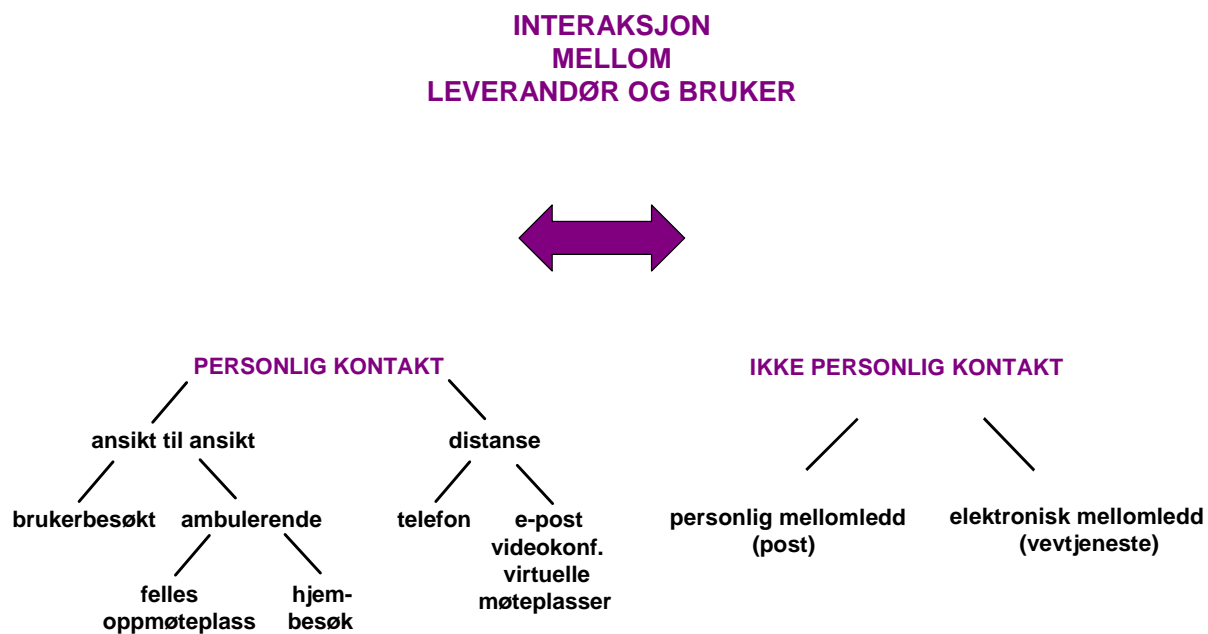 INTERAKSJON
MELLOM
LEVERANDØR OG BRUKER
PERSONLIG KONTAKT
IKKE PERSONLIG KONTAKT
ansikt til ansikt
distanse
brukerbesøkt
ambulerende
telefon
e-post
videokonf.
virtuelle
møteplasser
personlig mellomledd
(post)
elektronisk mellomledd
(vevtjeneste)
felles
oppmøteplass
hjem-
besøk